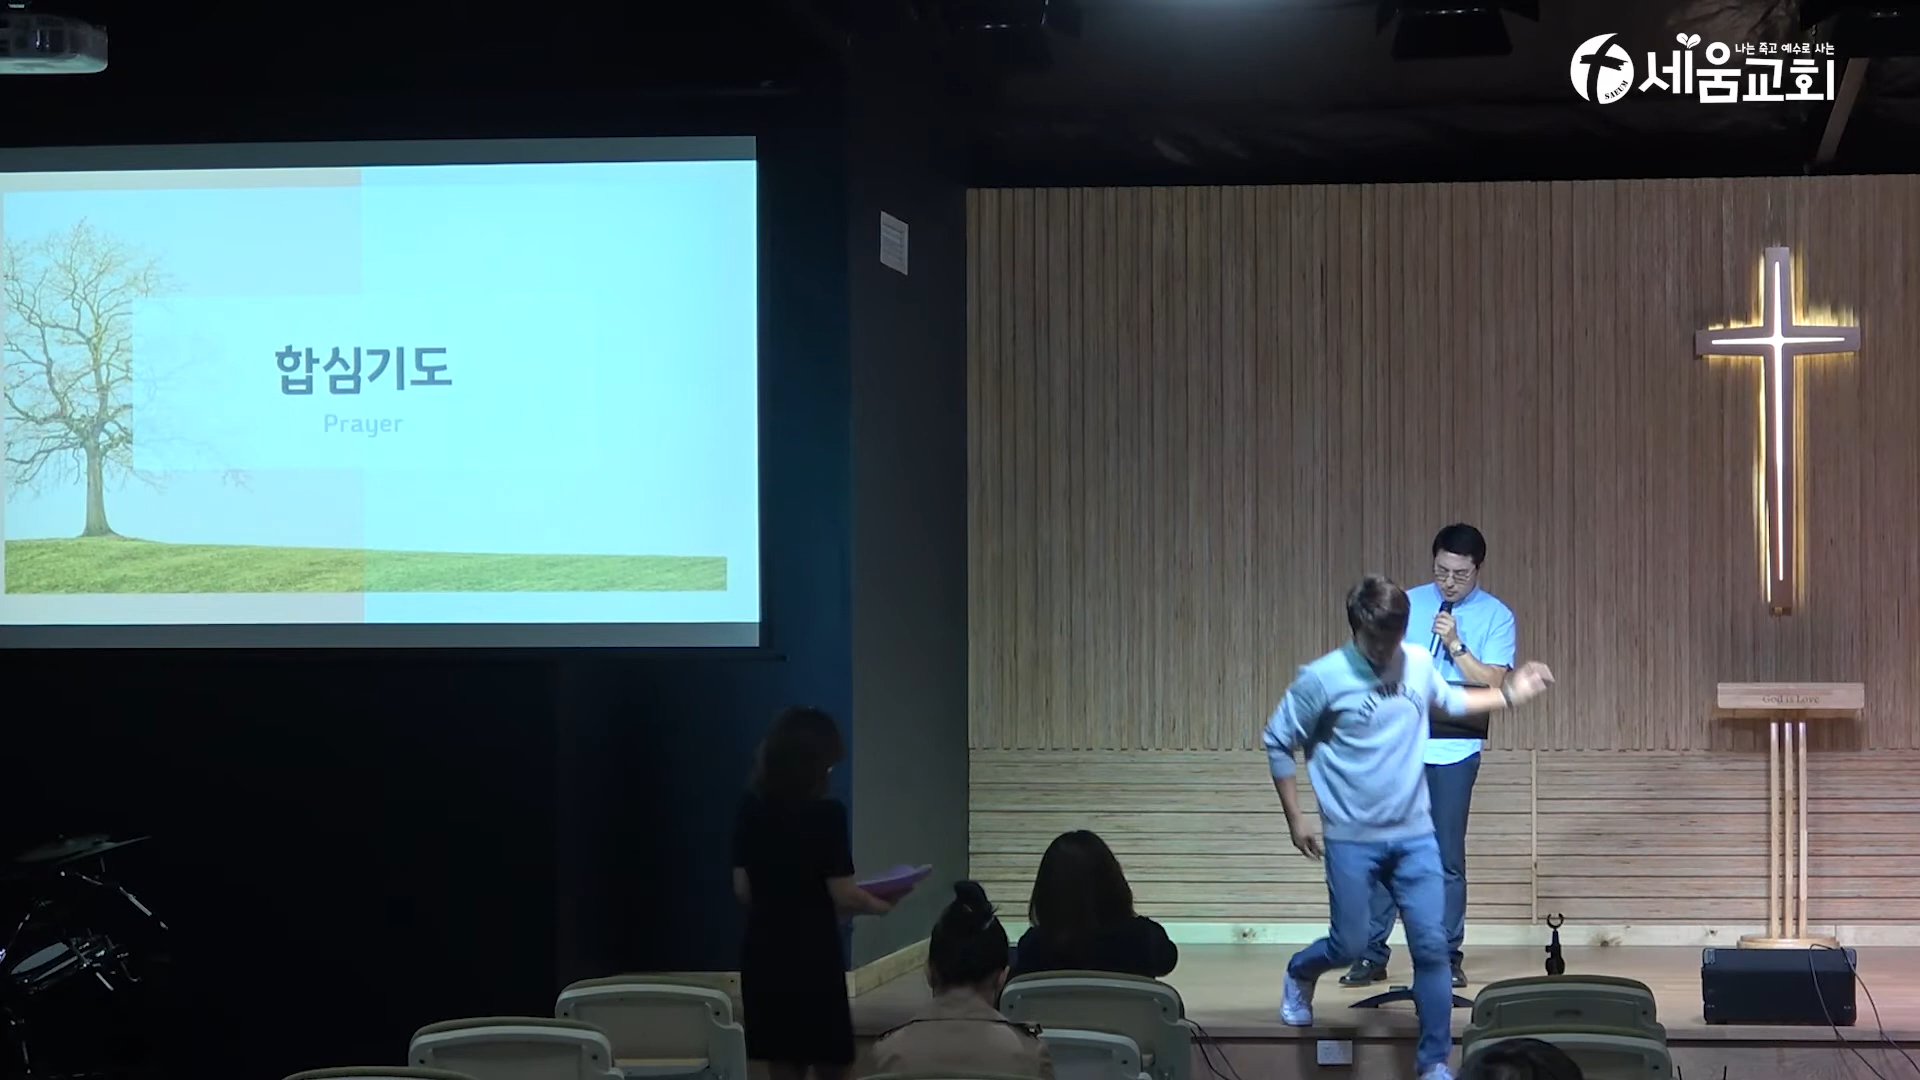 나는 죽고 예수로 사는
세움교회
SAEUM
합심기도
Prayer
God is Love